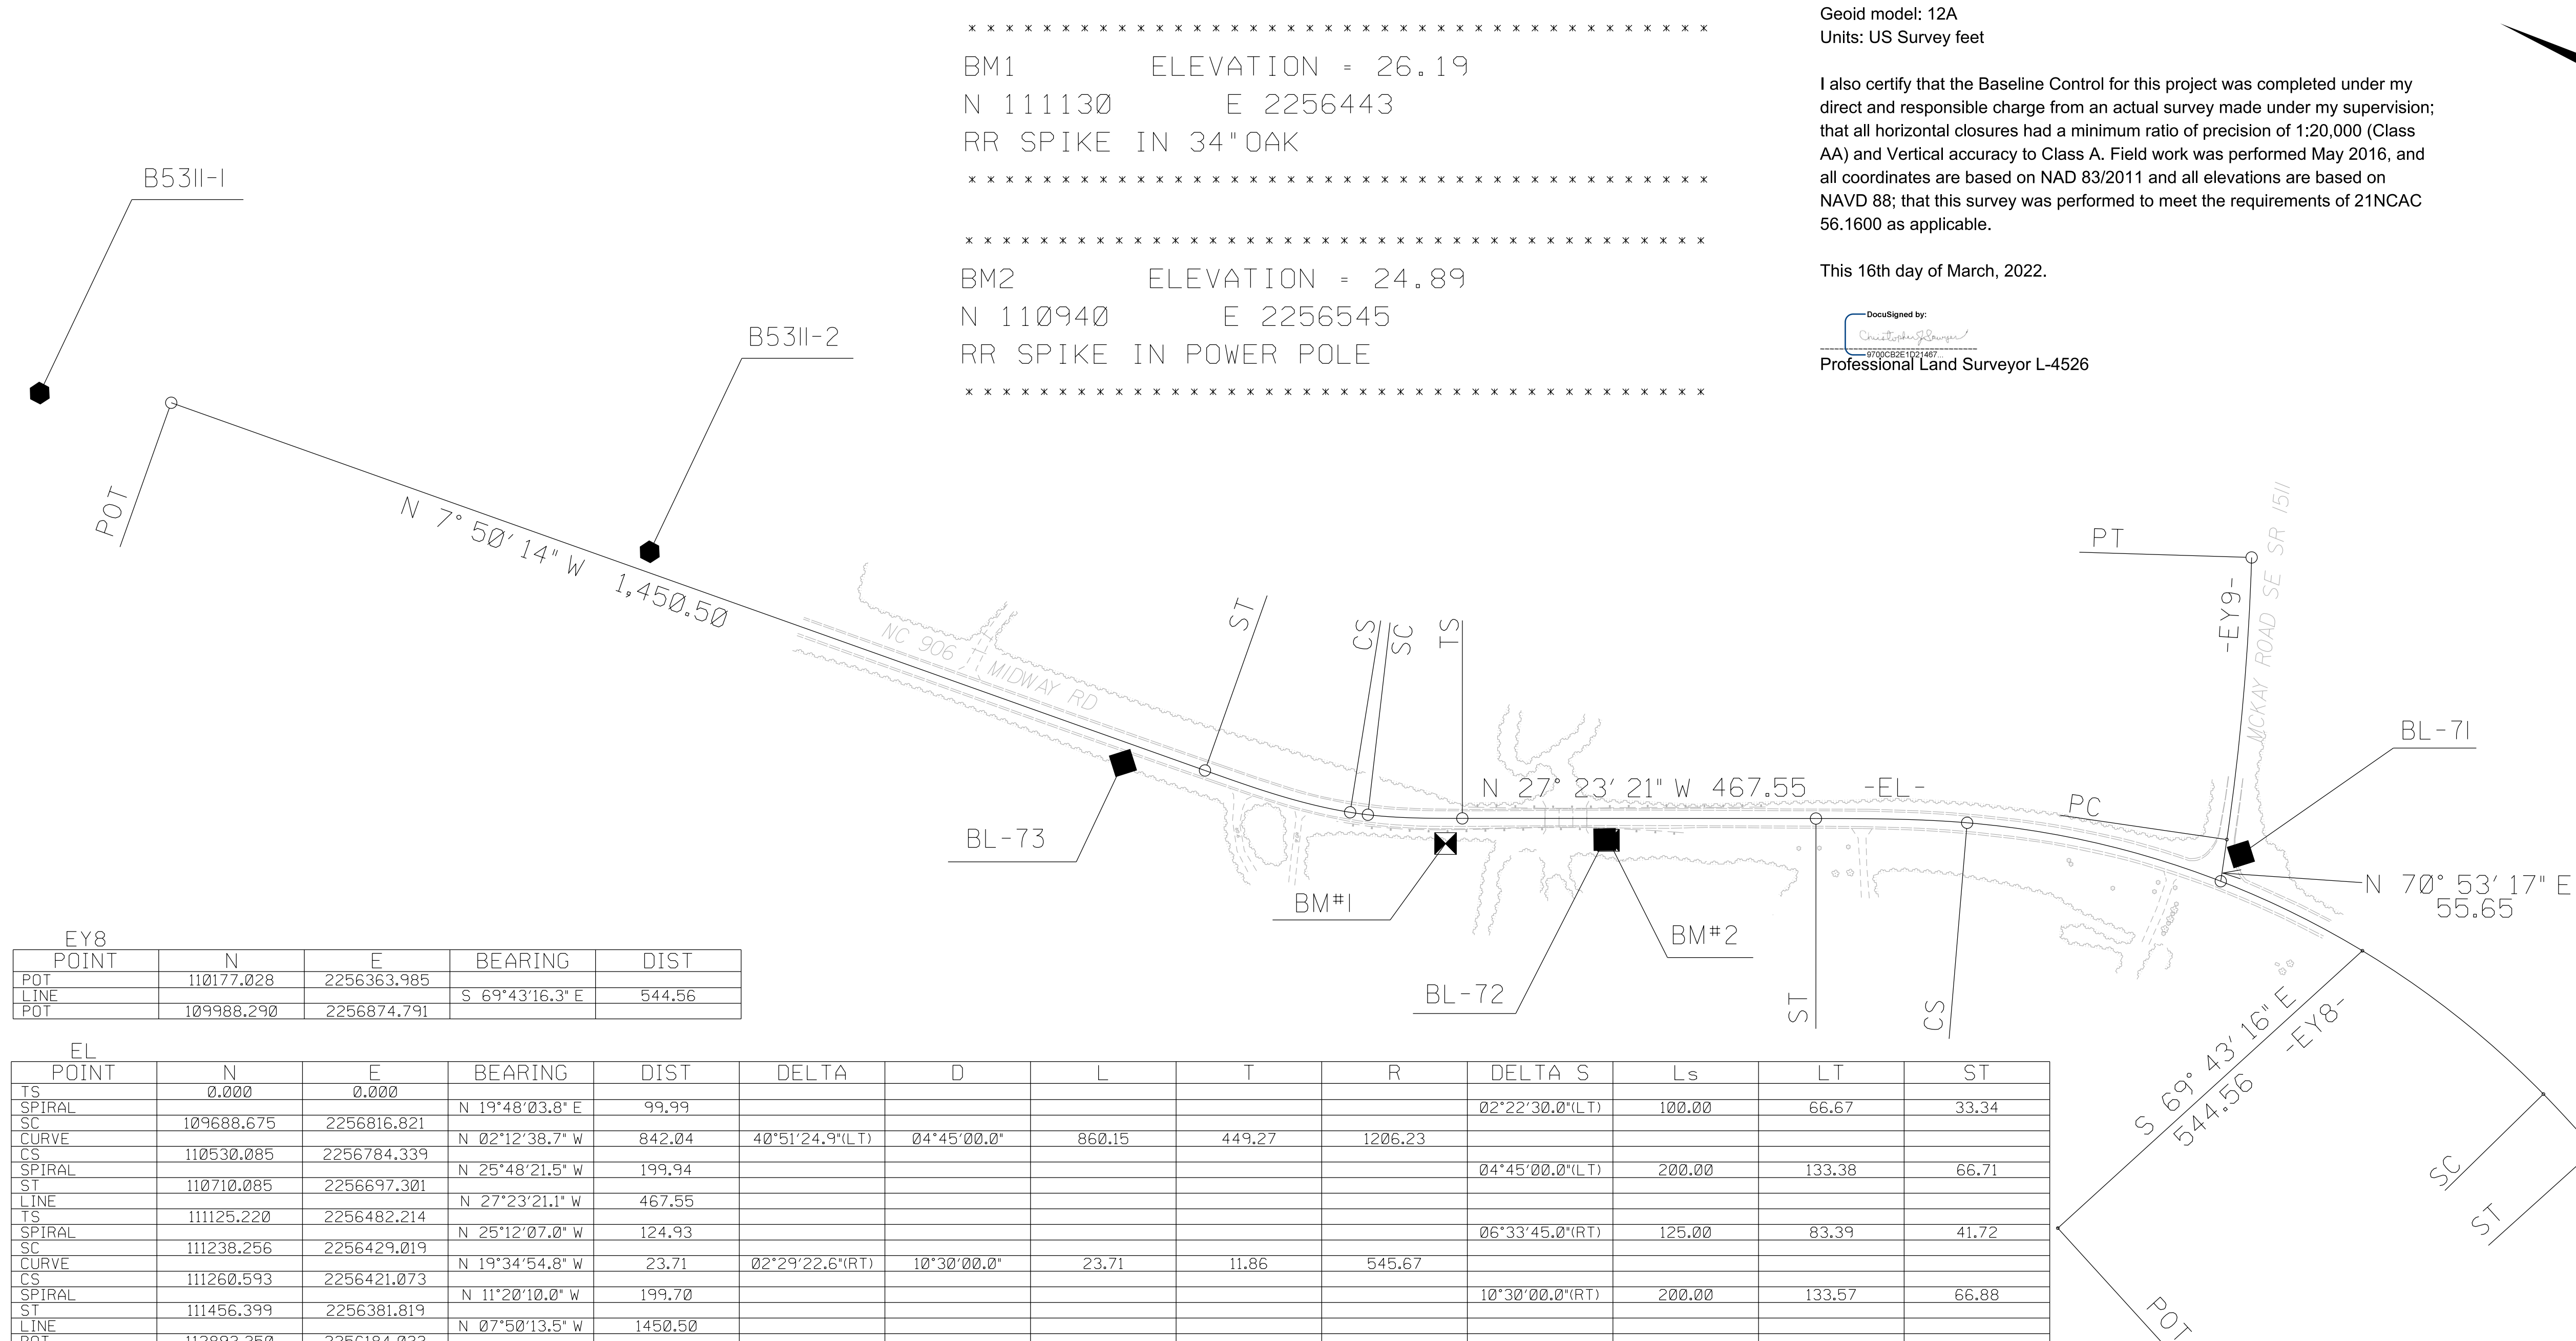 Geoid model: 12A
Units: US Survey feet
I also certify that the Baseline Control for this project was completed under my
direct and responsible charge from an actual survey made under my supervision;
that all horizontal closures had a minimum ratio of precision of 1:20,000 (Class
AA) and Vertical accuracy to Class A. Field work was performed May 2016, and
all coordinates are based on NAD 83/2011 and all elevations are based on
NAVD 88; that this survey was performed to meet the requirements of 21NCAC
56.1600 as applicable.
This 16th day of March, 2022.
DocuSigned by:
Christopher J Sawyer
9700CB2E1D21467...
Professional Land Surveyor L-4526
* * * * * * * * * * * * * * * * * * * * * * * * * * * * * * * * * * * * * * * *
BM1 ELEVATION = 26.19
N 111130 E 2256443
RR SPIKE IN 34"OAK
* * * * * * * * * * * * * * * * * * * * * * * * * * * * * * * * * * * * * * * *
* * * * * * * * * * * * * * * * * * * * * * * * * * * * * * * * * * * * * * * *
BM2 ELEVATION = 24.89
N 110940 E 2256545
RR SPIKE IN POWER POLE
* * * * * * * * * * * * * * * * * * * * * * * * * * * * * * * * * * * * * * * *
B5311-1
B5311-2
POT
N 7°50'14" W 1,450.50
NC 906 / MIDWAY RD
ST
CS
SC
TS
N 27° 23' 21" W 467.55 -EL-
PC
PT
-EY9-
MCKAY ROAD SE SR 1511
BL-71
BL-73
BM#1
BL-72
BM#2
ST
CS
N 70° 53' 17" E
55.65
S 69° 43' 16" E
544.56
-EY8-
SC
ST
POT
EY8
POINT N E BEARING DIST
POT 110177.028 2256363.985
LINE S 69°43'16.3" E 544.56
POT 109988.290 2256874.791
EL
POINT N E BEARING DIST DELTA D L T R DELTA S Ls LT ST
TS 0.000 0.000
SPIRAL N 19°48'03.8" E 99.99 02°22'30.0"(LT) 100.00 66.67 33.34
SC 109688.675 2256816.821
CURVE N 02°12'38.7" W 842.04 40°51'24.9"(LT) 04°45'00.0" 860.15 449.27 1206.23
CS 110530.085 2256784.339
SPIRAL N 25°48'21.5" W 199.94 04°45'00.0"(LT) 200.00 133.38 66.71
ST 110710.085 2256697.301
LINE N 27°23'21.1" W 467.55
TS 111125.220 2256482.214
SPIRAL N 25°12'07.0" W 124.93 06°33'45.0"(RT) 125.00 83.39 41.72
SC 111238.256 2256429.019
CURVE N 19°34'54.8" W 23.71 02°29'22.6"(RT) 10°30'00.0" 23.71 11.86 545.67
CS 111260.593 2256421.073
SPIRAL N 11°20'10.0" W 199.70 10°30'00.0"(RT) 200.00 133.57 66.88
ST 111456.399 2256381.819
LINE N 07°50'13.5" W 1450.50